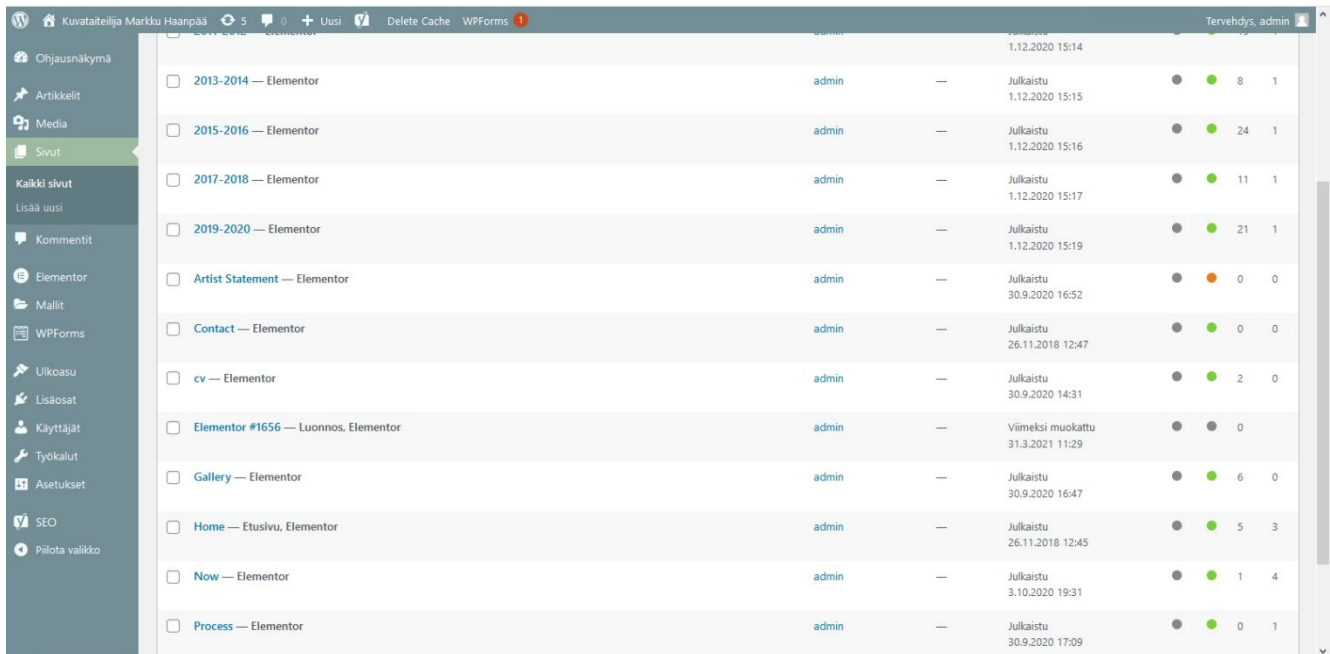 Kuvataiteilija Markku Haanpää 5 0 + Uusi Delete Cache WPForms 1 Tervehdys, admin
Ohjausnäkymä
Artikkelit
Media
Sivut
Kaikki sivut
Lisää uusi
Kommentit
Elementor
Mallit
WPForms
Ulkoasu
Lisäosat
Käyttäjät
Työkalut
Asetukset
SEO
Piilota valikko
1.12.2020 15:14
2013-2014 — Elementor admin — Julkaistu 8 1
1.12.2020 15:15
2015-2016 — Elementor admin — Julkaistu 24 1
1.12.2020 15:16
2017-2018 — Elementor admin — Julkaistu 11 1
1.12.2020 15:17
2019-2020 — Elementor admin — Julkaistu 21 1
1.12.2020 15:19
Artist Statement — Elementor admin — Julkaistu 0 0
30.9.2020 16:52
Contact — Elementor admin — Julkaistu 0 0
26.11.2018 12:47
cv — Elementor admin — Julkaistu 2 0
30.9.2020 14:31
Elementor #1656 — Luonnos, Elementor admin — Viimeksi muokattu 0
31.3.2021 11:29
Gallery — Elementor admin — Julkaistu 6 0
30.9.2020 16:47
Home — Etusivu, Elementor admin — Julkaistu 5 3
26.11.2018 12:45
Now — Elementor admin — Julkaistu 1 4
3.10.2020 19:31
Process — Elementor admin — Julkaistu 0 1
30.9.2020 17:09